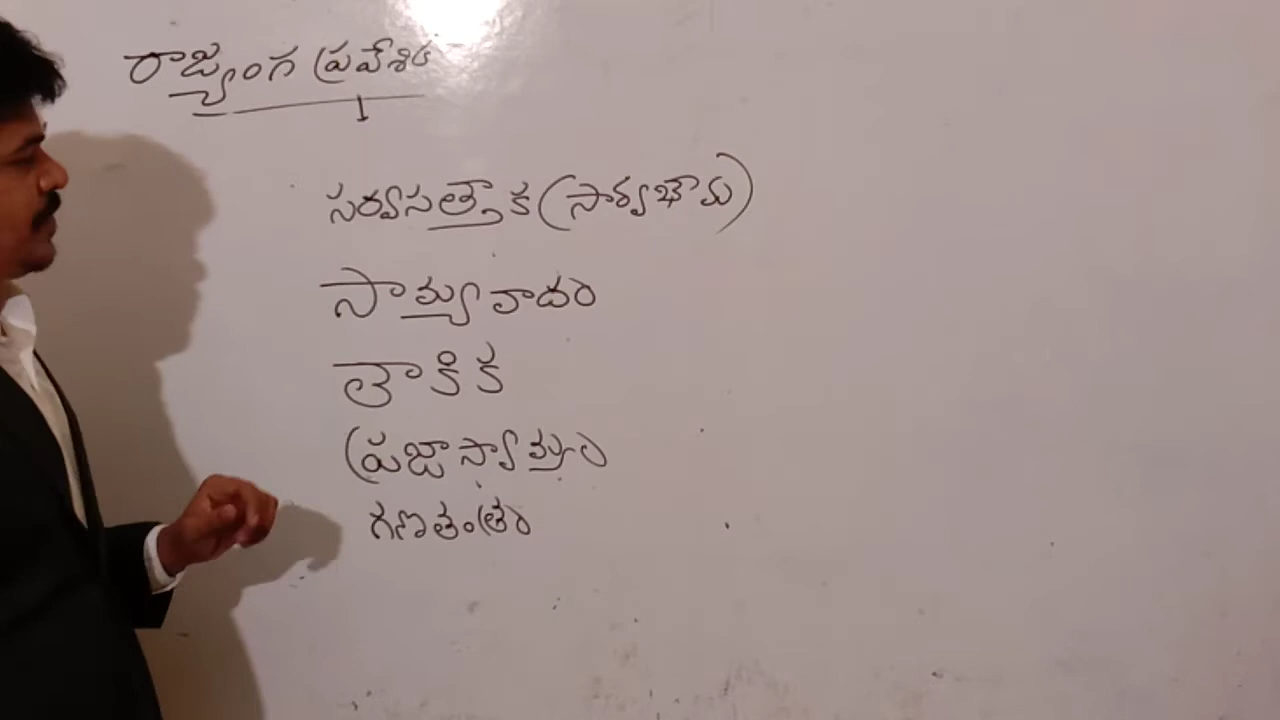 రాజ్యంగ ప్రవేశిక
సర్వసత్తాక (సార్వభౌమ)
సామ్యవాదం
లౌకిక
ప్రజాస్వామ్యం
గణతంత్రం